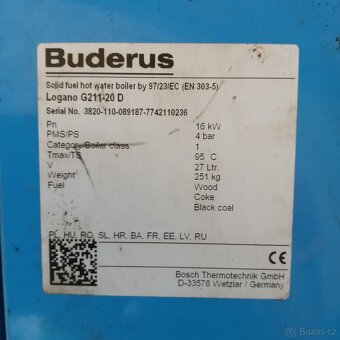 Buderus
Solid fuel hot water boiler by 97/23/EC (EN 303-5)
Logano G211-20 D
Serial No. 3820-110-089187-7742110236
Pn 16 kW
PMS/PS 4 bar
Category/Boiler class 1
Tmax/TS 95 °C
V 27 Ltr.
Weight 251 kg
Fuel Wood
Coke
Black coal
PL, HU, RO, SL, HR, BA, FR, EE, LV, RU
CE
Bosch Thermotechnik GmbH
D-33576 Wetzlar / Germany
Bazos.cz